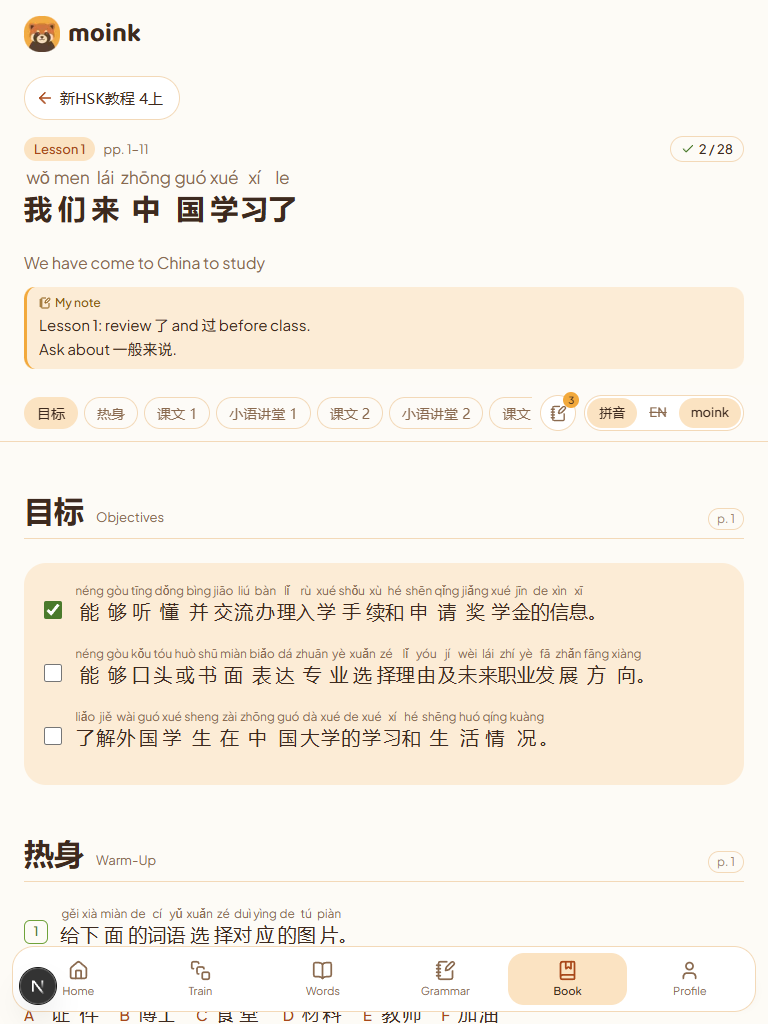 moink
← 新HSK教程 4上
Lesson 1 pp. 1–11 ✓ 2 / 28
wǒ men lái zhōng guó xué xí le
我们来中国学习了
We have come to China to study
My note
Lesson 1: review 了 and 过 before class.
Ask about 一般来说.
目标 热身 课文 1 小语讲堂 1 课文 2 小语讲堂 2 课文 3 拼音 EN moink
目标 Objectives p. 1
néng gòu tīng dǒng bìng jiāo liú bàn lǐ rù xué shǒu xù hé shēn qǐng jiǎng xué jīn de xìn xī
能够听懂并交流办理入学手续和申请奖学金的信息。
néng gòu kǒu tóu huò shū miàn biǎo dá zhuān yè xuǎn zé lǐ yóu jí wèi lái zhí yè fā zhǎn fāng xiàng
能够口头或书面表达专业选择理由及未来职业发展方向。
liǎo jiě wài guó xué sheng zài zhōng guó dà xué de xué xí hé shēng huó qíng kuàng
了解外国学生在中国大学的学习和生活情况。
热身 Warm-Up p. 1
gěi xià miàn de cí yǔ xuǎn zé duì yìng de tú piàn
1 给下面的词语选择对应的图片。
N Home Train Words Grammar Book Profile
A 证件 B 博士 C 食堂 D 材料 E 教师 F 加油